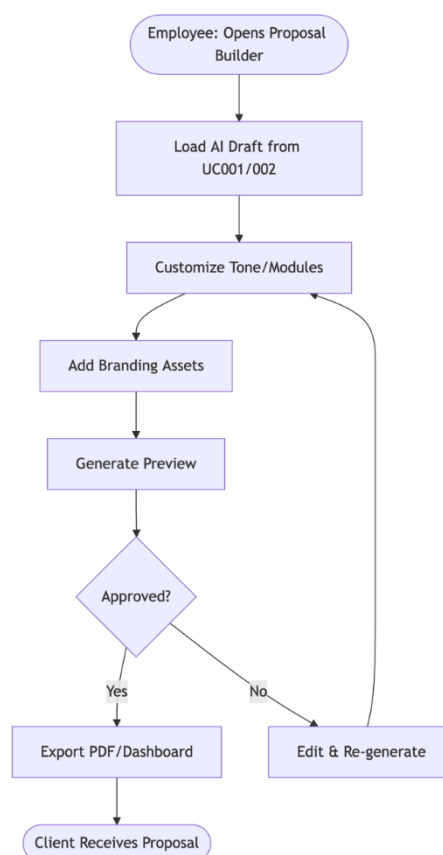 Employee: Opens Proposal
Builder
Load AI Draft from
UC001/002
Customize Tone/Modules
Add Branding Assets
Generate Preview
Approved?
Yes
No
Export PDF/Dashboard
Edit & Re-generate
Client Receives Proposal